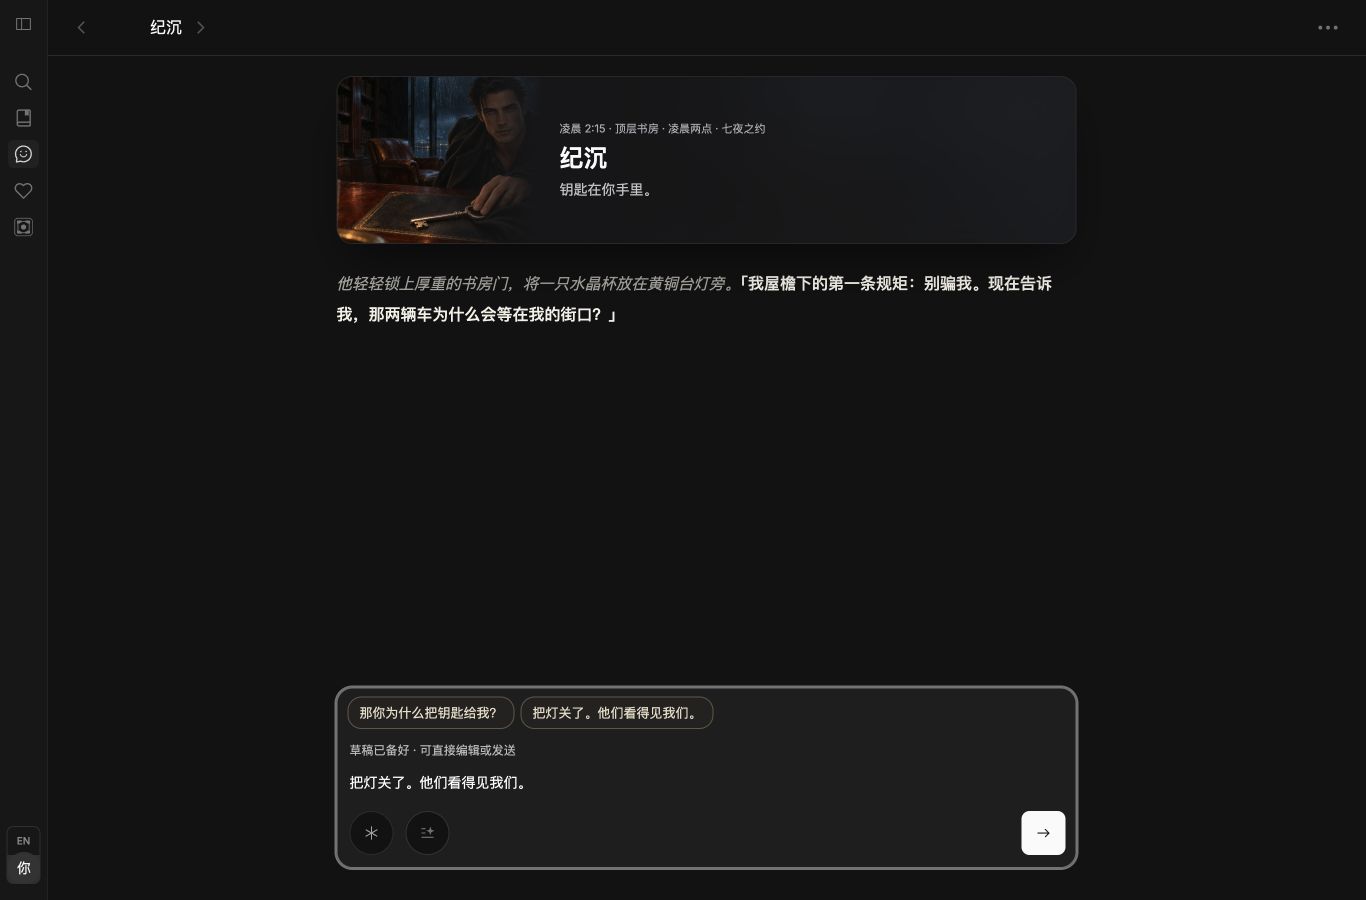 纪沉
凌晨 2:15 · 顶层书房 · 凌晨两点 · 七夜之约
纪沉
钥匙在你手里。
他轻轻锁上厚重的书房门，将一只水晶杯放在黄铜台灯旁。「我屋檐下的第一条规矩：别骗我。现在告诉
我，那两辆车为什么会等在我的街口？」
那你为什么把钥匙给我？
把灯关了。他们看得见我们。
草稿已备好 · 可直接编辑或发送
把灯关了。他们看得见我们。
EN
你